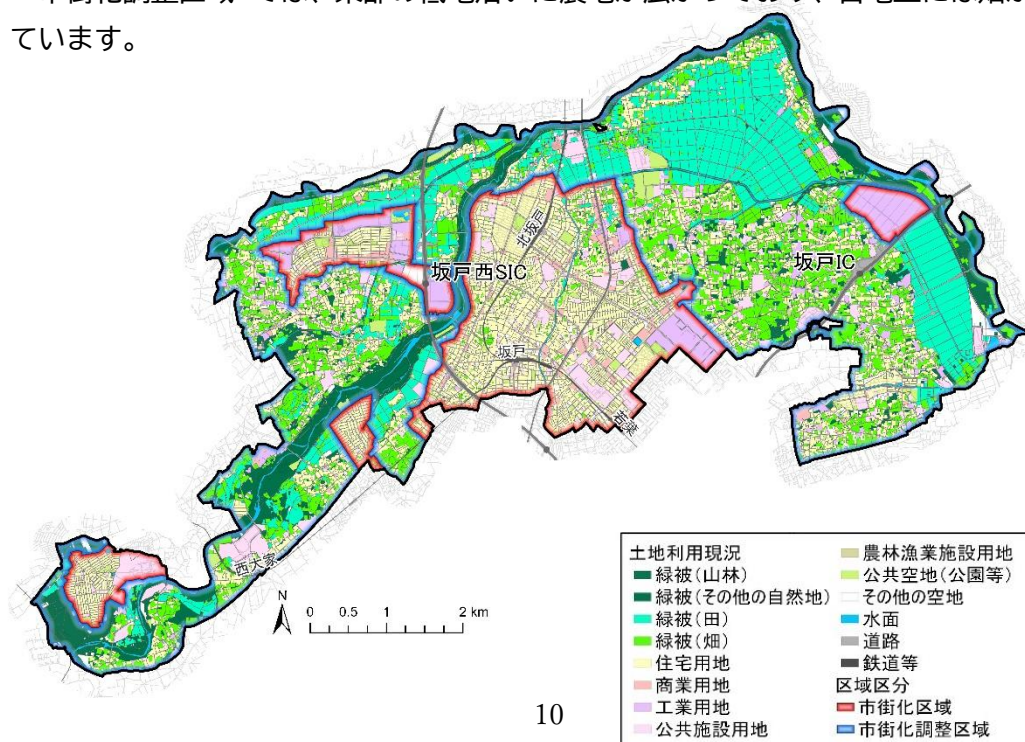 ています。
北坂戸
坂戸西SIC
坂戸IC
坂戸
若葉
西大家
N
0 0.5 1 2 km
土地利用現況
緑被(山林)
緑被(その他の自然地)
緑被(田)
緑被(畑)
住宅用地
商業用地
工業用地
公共施設用地
農林漁業施設用地
公共空地(公園等)
その他の空地
水面
道路
鉄道等
区域区分
市街化区域
市街化調整区域
10